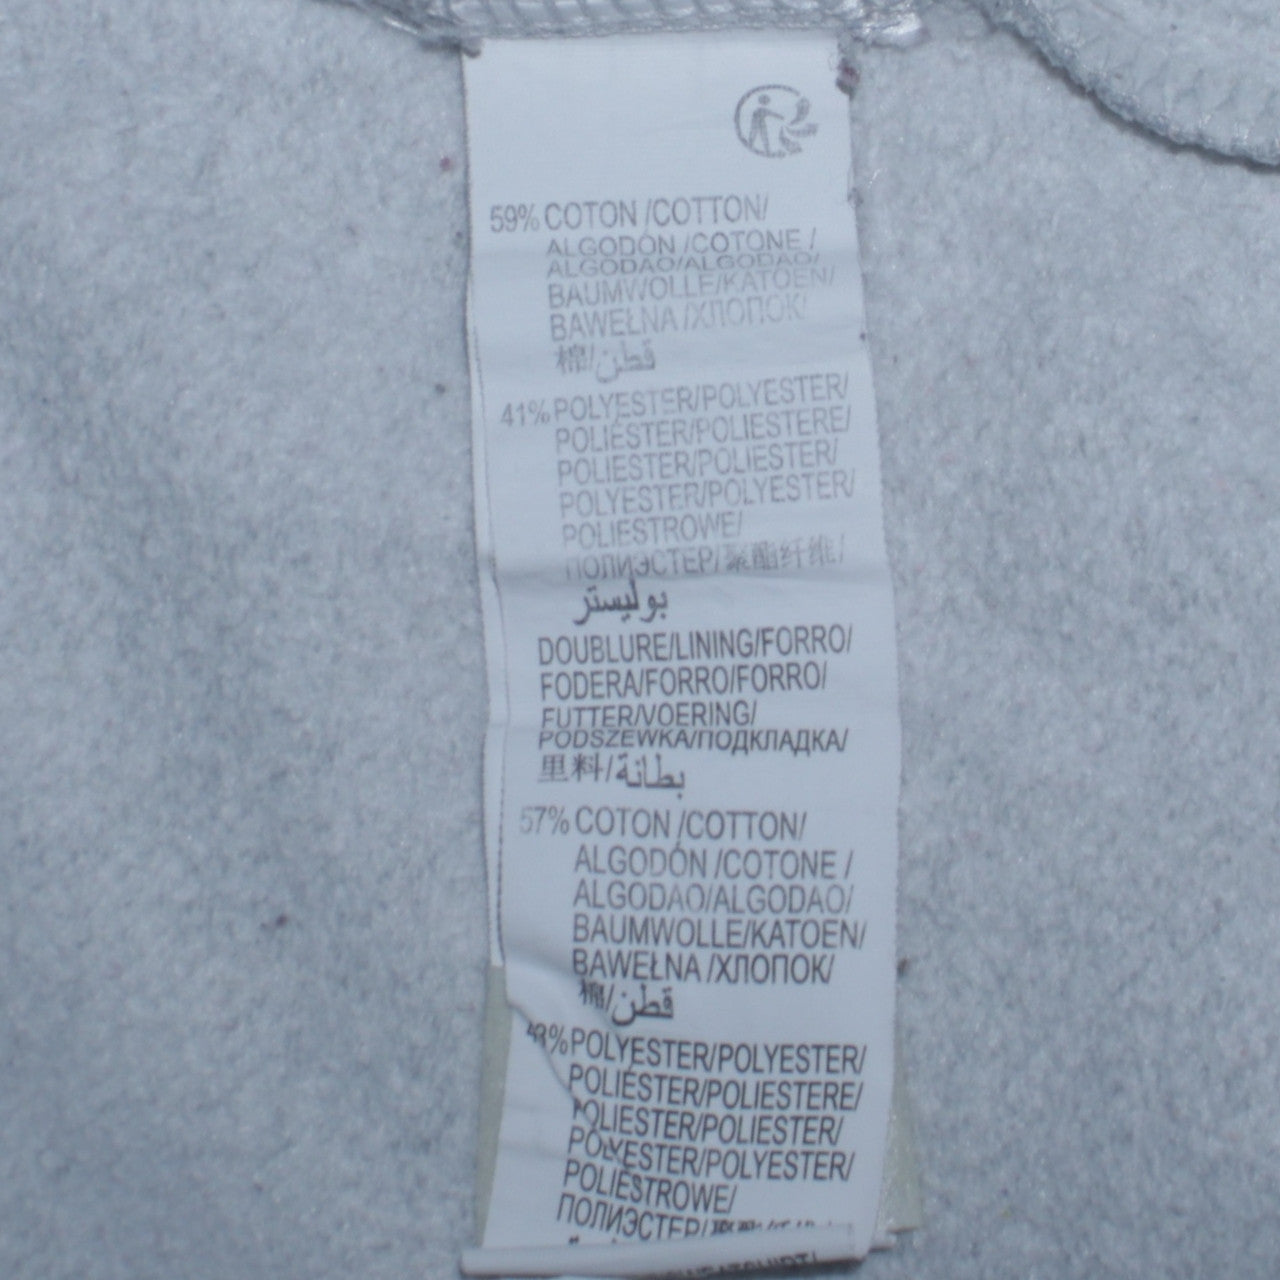 59% COTON /COTTON/
ALGODÓN /COTONE /
ALGODAO/ALGODAO/
BAUMWOLLE/KATOEN/
BAWEŁNA /ХЛОПОК/
棉/قطن
41% POLYESTER/POLYESTER/
POLIÉSTER/POLIESTERE/
POLIESTER/POLIESTER/
POLYESTER/POLYESTER/
POLIESTROWE/
ПОЛИЭСТЕР/聚酯纤维/
بوليستر
DOUBLURE/LINING/FORRO/
FODERA/FORRO/FORRO/
FUTTER/VOERING/
PODSZEWKA/ПОДКЛАДКА/
里料/بطانة
57% COTON /COTTON/
ALGODÓN /COTONE /
ALGODAO/ALGODAO/
BAUMWOLLE/KATOEN/
BAWEŁNA /ХЛОПОК/
棉/قطن
43% POLYESTER/POLYESTER/
POLIÉSTER/POLIESTERE/
POLIESTER/POLIESTER/
POLYESTER/POLYESTER/
POLIESTROWE/
ПОЛИЭСТЕР/